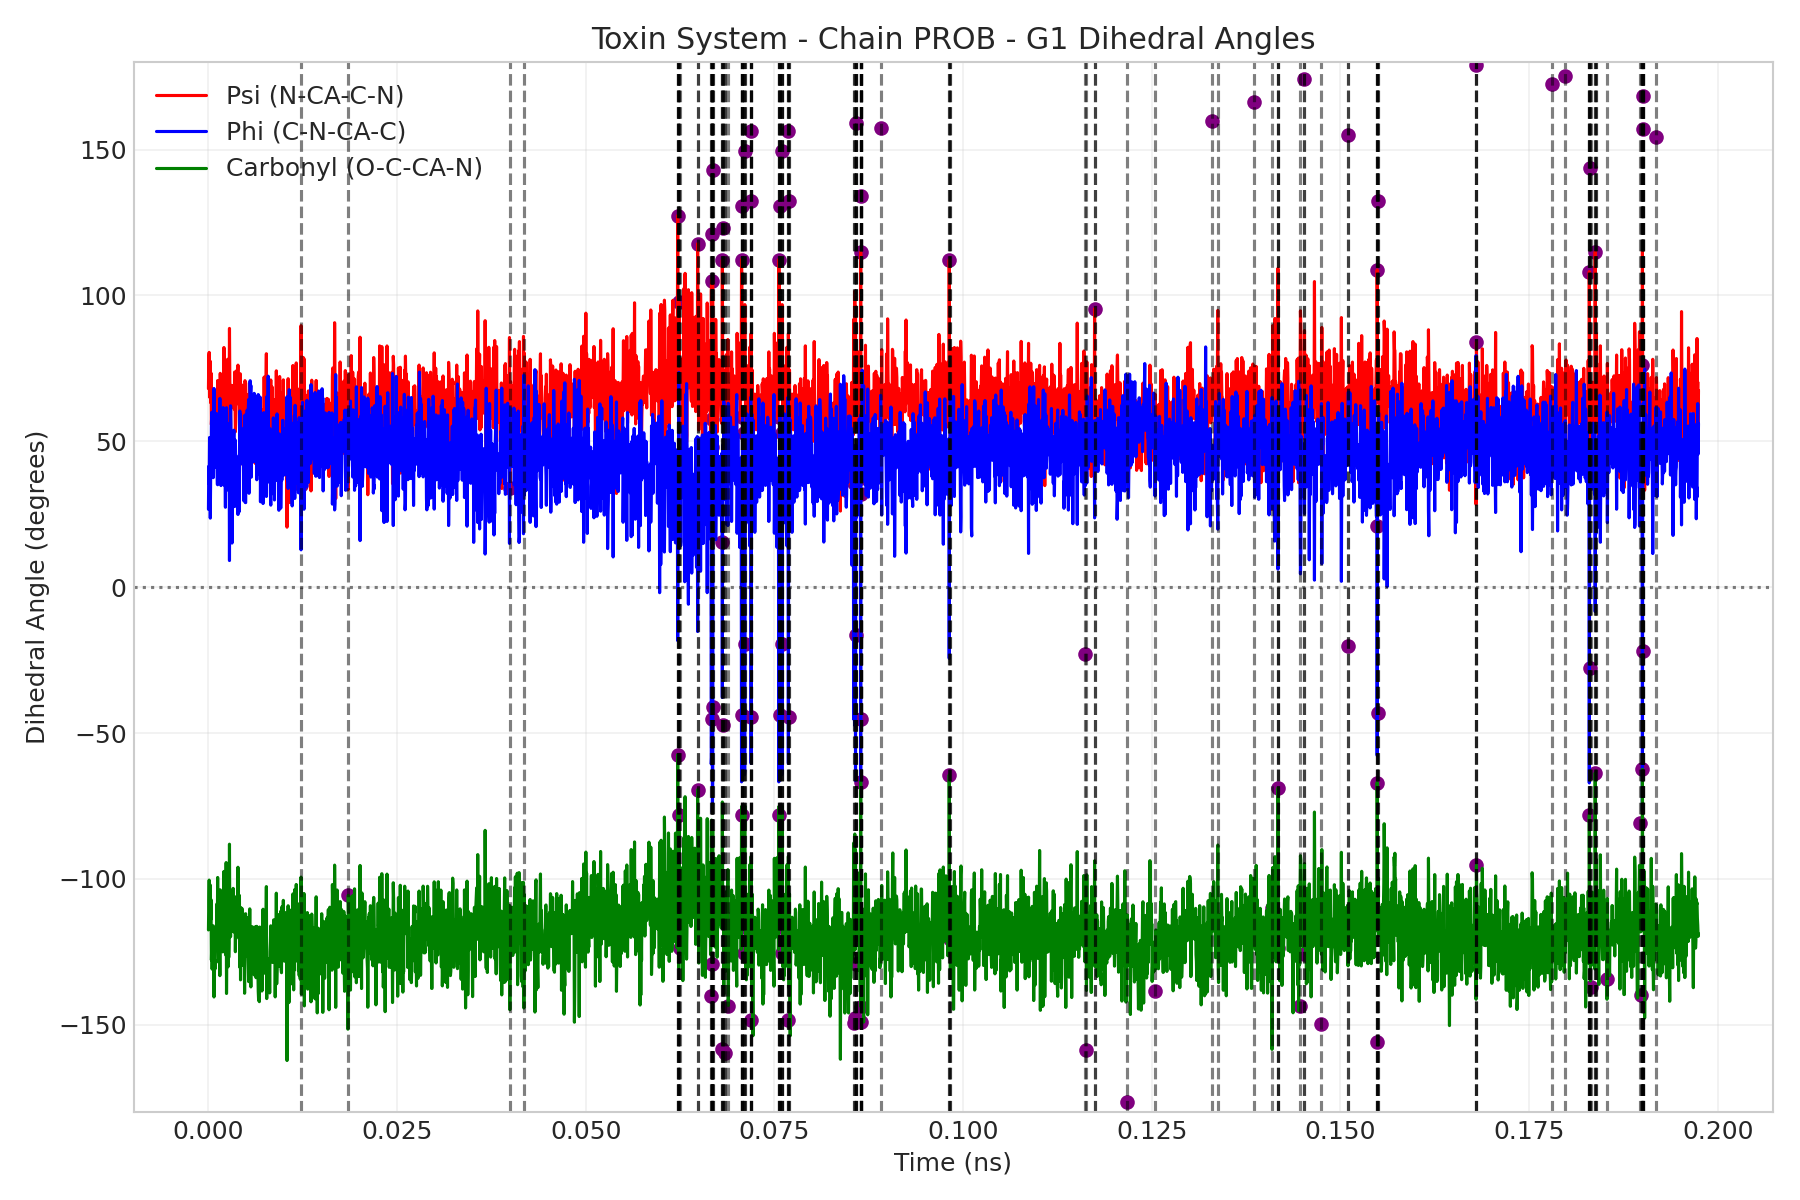 Toxin System - Chain PROB - G1 Dihedral Angles
Psi (N-CA-C-N)
Phi (C-N-CA-C)
Carbonyl (O-C-CA-N)
150
100
50
0
−50
−100
−150
Dihedral Angle (degrees)
0.000 0.025 0.050 0.075 0.100 0.125 0.150 0.175 0.200
Time (ns)